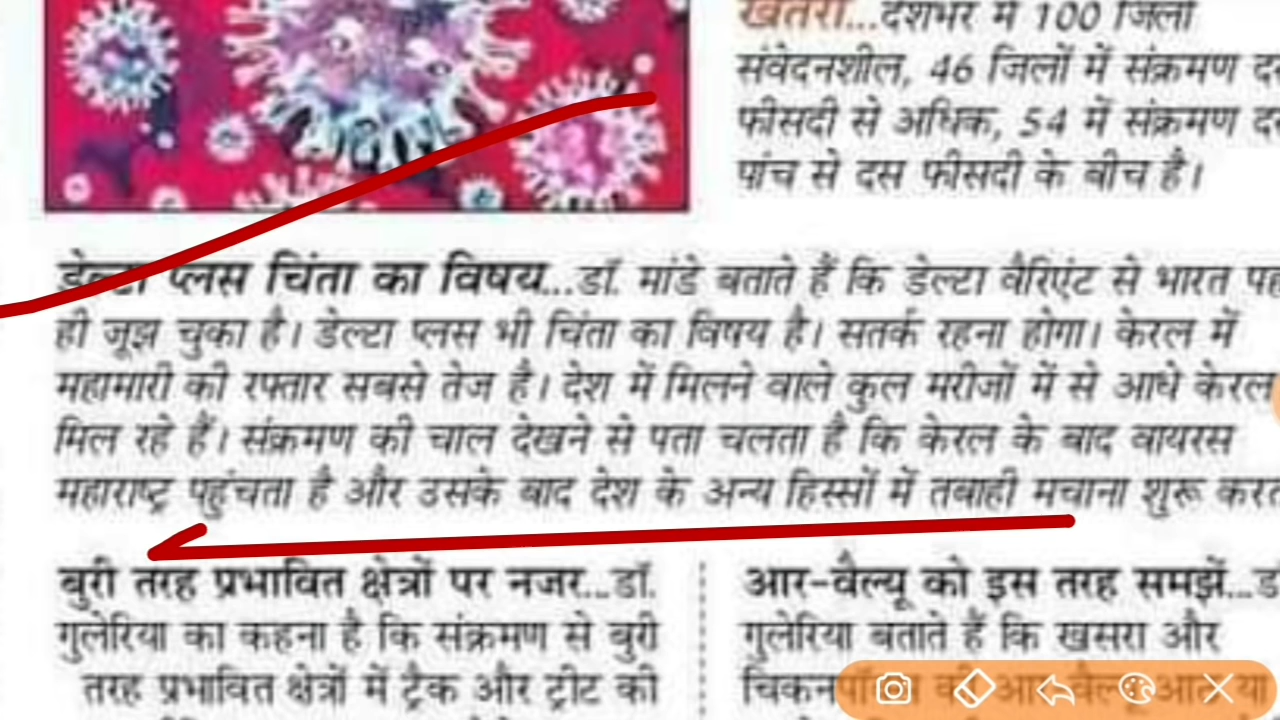 खतरा...देशभर में 100 जिलों
संवेदनशील, 46 जिलों में संक्रमण
फीसदी से अधिक, 54 में संक्रमण
पांच से दस फीसदी के बीच है।
डेल्टा प्लस चिंता का विषय...डॉ. मांडे बताते हैं कि डेल्टा वैरिएंट से भारत
ही जूझ चुका है। डेल्टा प्लस भी चिंता का विषय है। सतर्क रहना होगा। केरल में
महामारी की रफ्तार सबसे तेज है। देश में मिलने वाले कुल मरीजों में से आधे केरल
मिल रहे हैं। संक्रमण की चाल देखने से पता चलता है कि केरल के बाद वायरस
महाराष्ट्र पहुंचता है और उसके बाद देश के अन्य हिस्सों में तबाही मचाना शुरू
बुरी तरह प्रभावित क्षेत्रों पर नजर...डॉ.
गुलेरिया का कहना है कि संक्रमण से बुरी
तरह प्रभावित क्षेत्रों में ट्रैक और ट्रीट की
आर-वैल्यू को इस तरह समझें...
गुलेरिया बताते हैं कि खसरा और